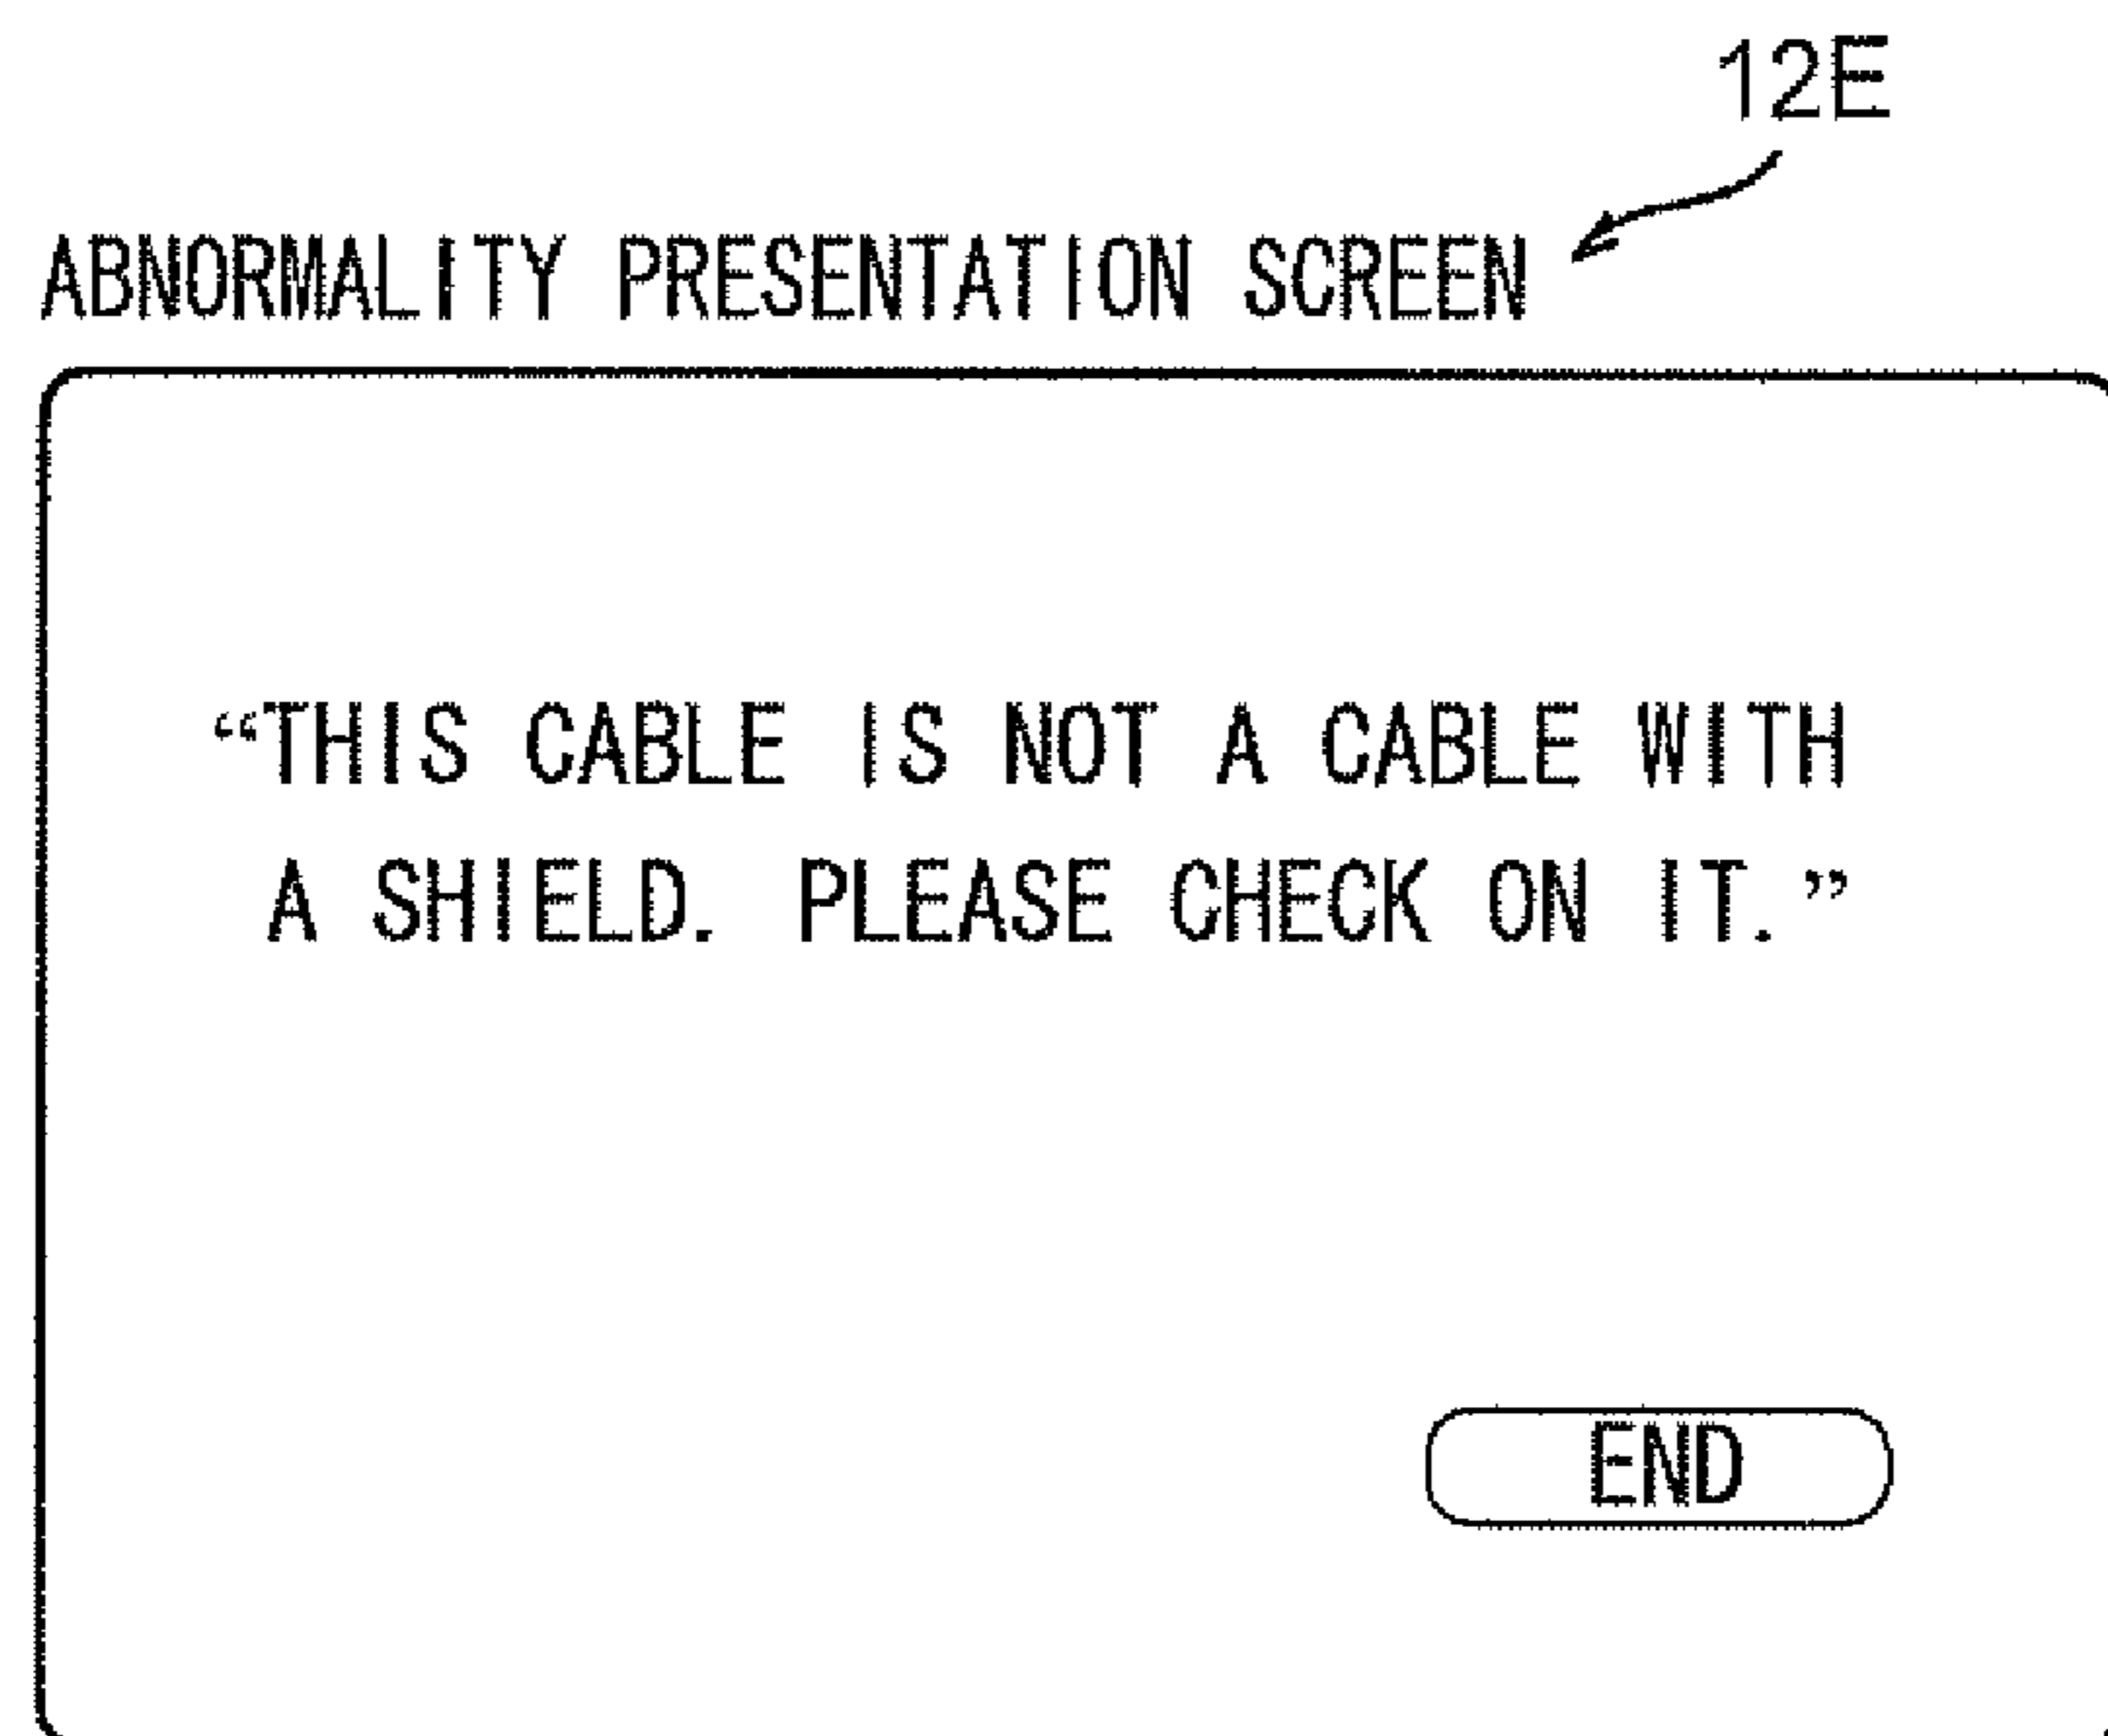 12E
ABNORMALITY PRESENTATION SCREEN
“THIS CABLE IS NOT A CABLE WITH
A SHIELD. PLEASE CHECK ON IT.”
END